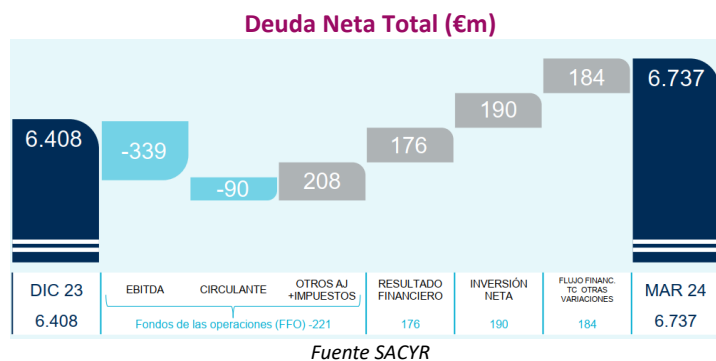 Deuda Neta Total (€m)
6.408
-339
-90
208
176
190
184
6.737
DIC 23
6.408
EBITDA
CIRCULANTE
OTROS AJ
+IMPUESTOS
Fondos de las operaciones (FFO) -221
RESULTADO
FINANCIERO
176
INVERSIÓN
NETA
190
FLUJO FINANC.
TC OTRAS
VARIACIONES
184
MAR 24
6.737
Fuente SACYR